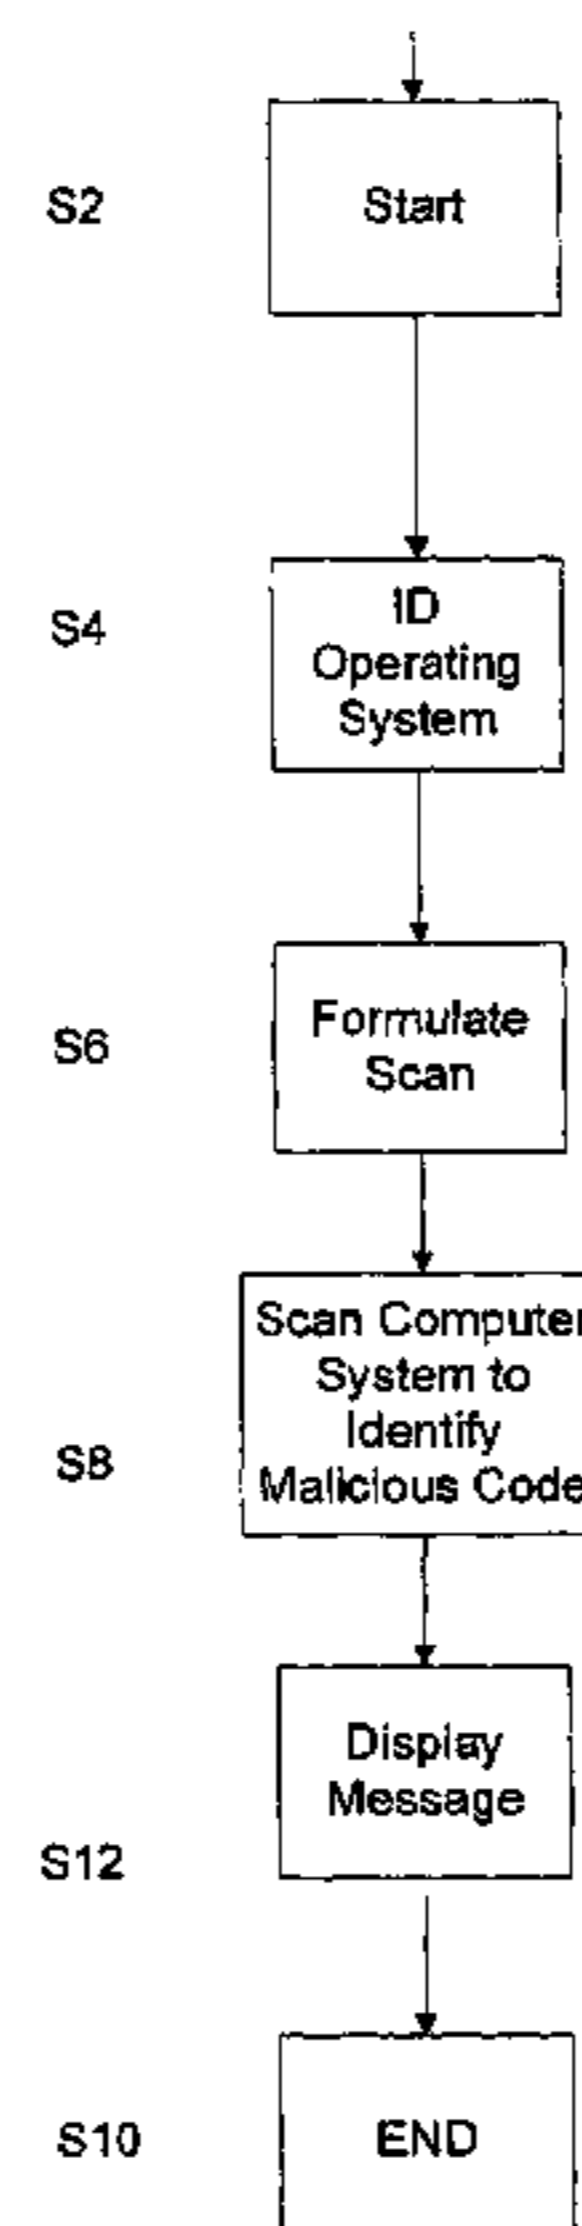 S2
Start
S4
ID
Operating
System
S6
Formulate
Scan
S8
Scan Computer
System to
Identify
Malicious Code
Display
Message
S12
S10
END